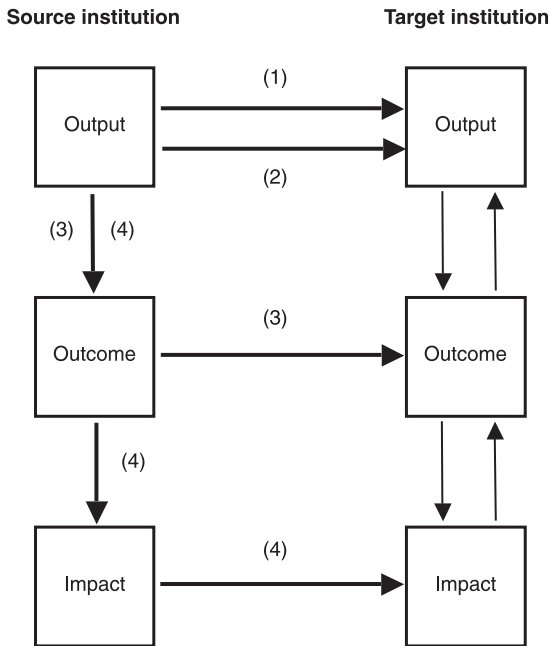 Source institution Target institution
(1)
Output Output
(2)
(3) (4)
(3)
Outcome Outcome
(4)
(4)
Impact Impact